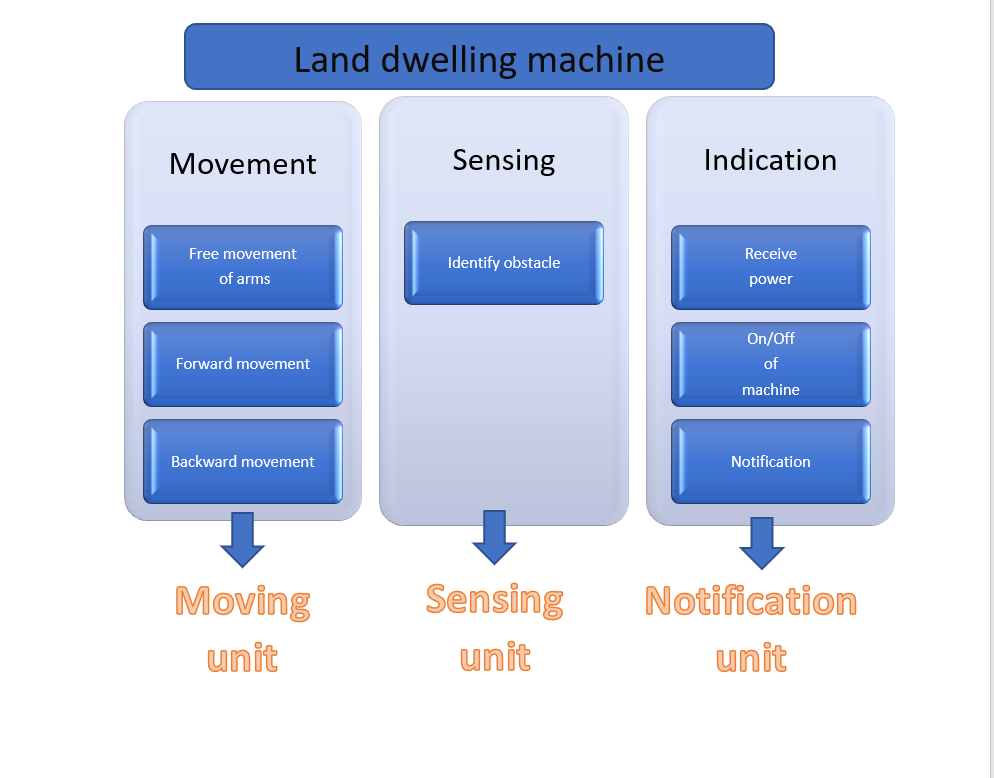 Land dwelling machine
Movement
Free movement
of arms
Forward movement
Backward movement
Moving
unit
Sensing
Identify obstacle
Sensing
unit
Indication
Receive
power
On/Off
of
machine
Notification
Notification
unit